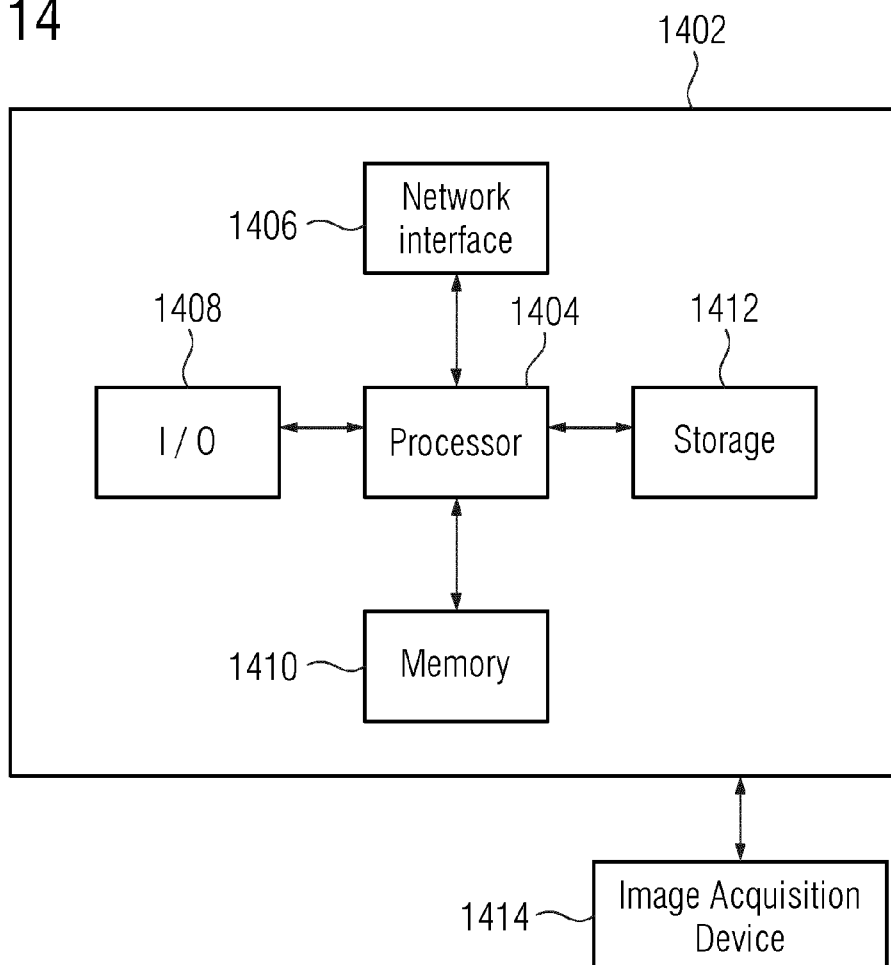 14
1402
Network
interface
1406
1408
1404
1412
I / O
Processor
Storage
1410
Memory
1414
Image Acquisition
Device